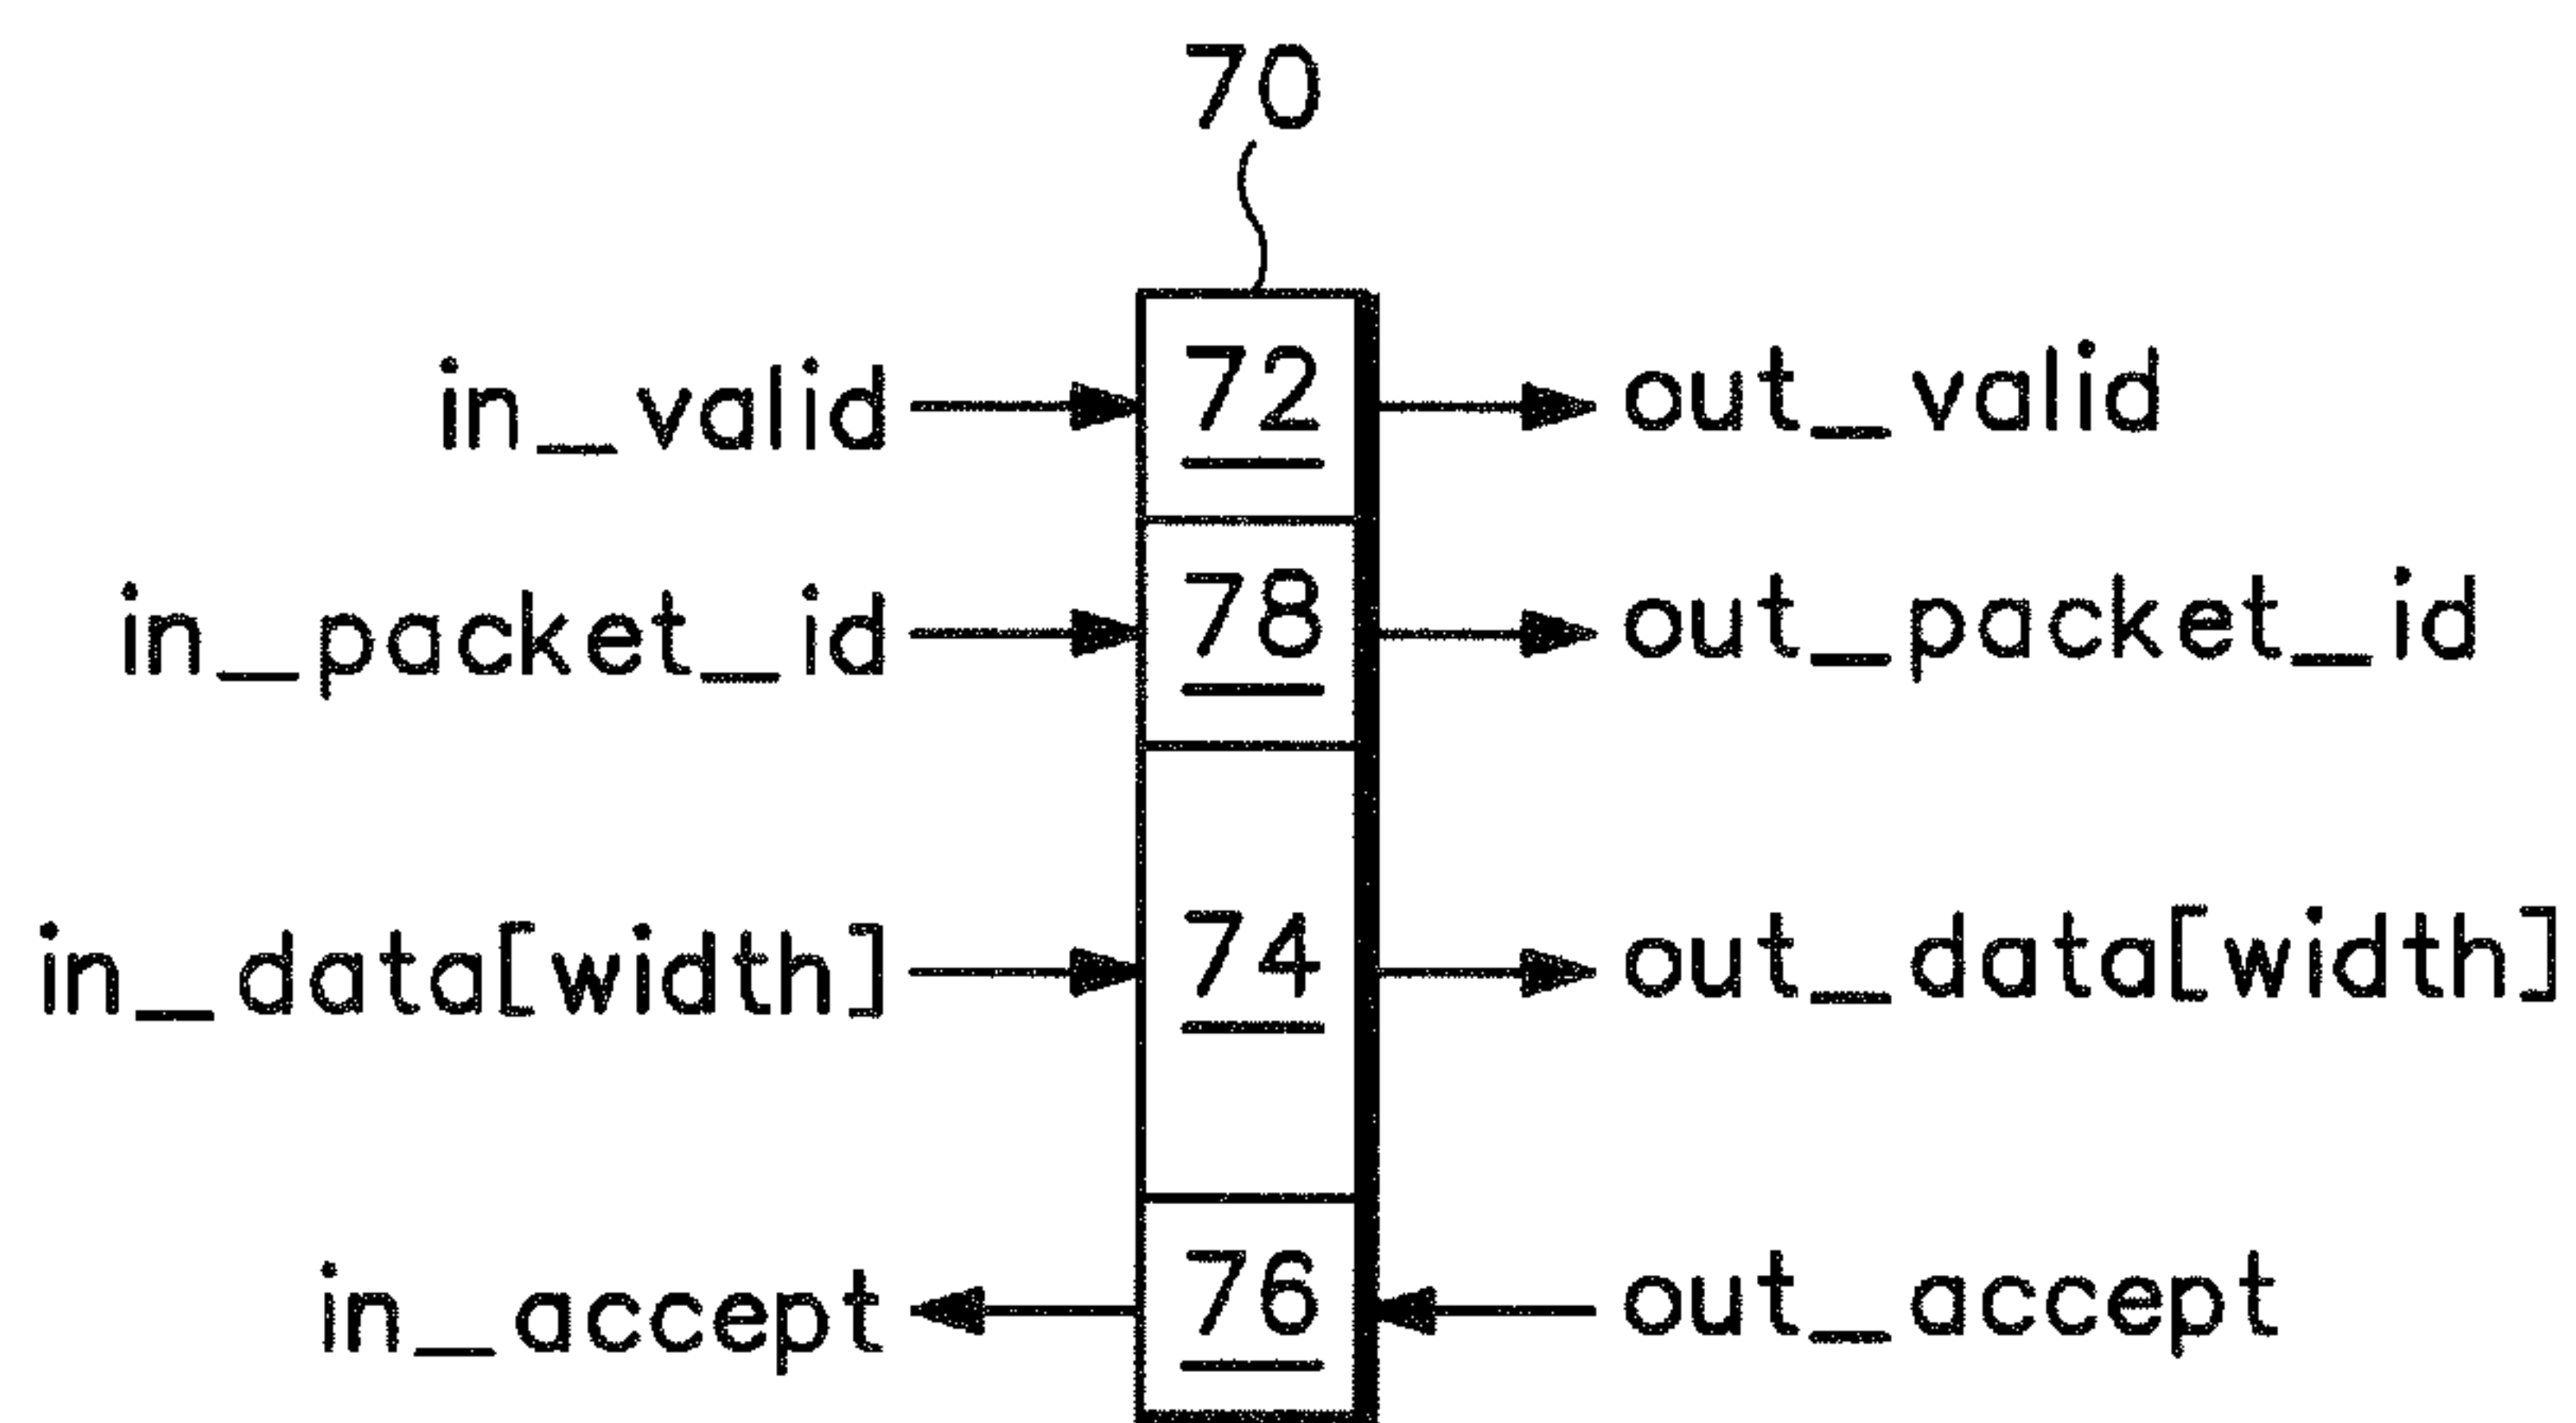 70
in_valid 72 out_valid
in_packet_id 78 out_packet_id
in_data[width] 74 out_data[width]
in_accept 76 out_accept